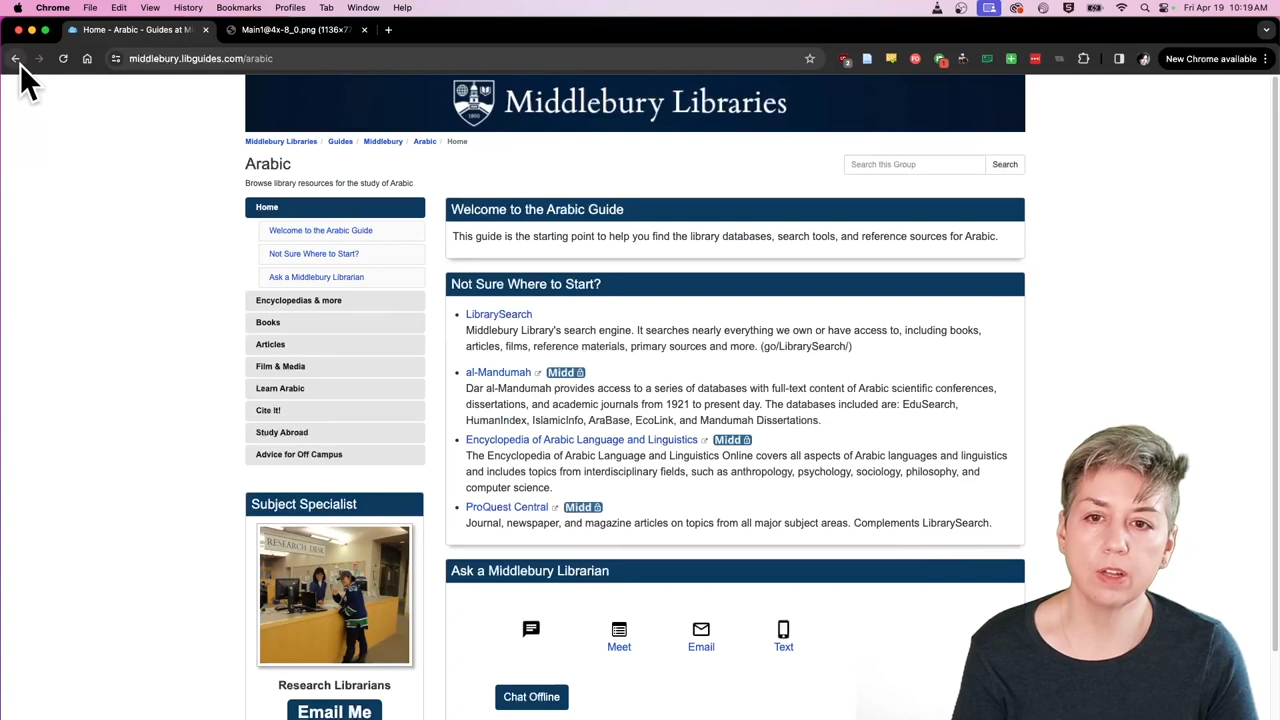 Chrome File Edit View History Bookmarks Profiles Tab Window Help Fri Apr 19 10:19 AM
Home - Arabic - Guides at Mi Main1@4x-8_0.png (1136×7
middlebury.libguides.com/arabic New Chrome available
Middlebury Libraries
Middlebury Libraries / Guides / Middlebury / Arabic / Home
Arabic
Search this Group Search
Browse library resources for the study of Arabic
Home
Welcome to the Arabic Guide
Not Sure Where to Start?
Ask a Middlebury Librarian
Encyclopedias & more
Books
Articles
Film & Media
Learn Arabic
Cite It!
Study Abroad
Advice for Off Campus
Subject Specialist
RESEARCH DESK
Research Librarians
Email Me
Welcome to the Arabic Guide
This guide is the starting point to help you find the library databases, search tools, and reference sources for Arabic.
Not Sure Where to Start?
• LibrarySearch
Middlebury Library's search engine. It searches nearly everything we own or have access to, including books,
articles, films, reference materials, primary sources and more. (go/LibrarySearch/)
• al-Mandumah Midd
Dar al-Mandumah provides access to a series of databases with full-text content of Arabic scientific conferences,
dissertations, and academic journals from 1921 to present day. The databases included are: EduSearch,
HumanIndex, IslamicInfo, AraBase, EcoLink, and Mandumah Dissertations.
• Encyclopedia of Arabic Language and Linguistics Midd
The Encyclopedia of Arabic Language and Linguistics Online covers all aspects of Arabic languages and linguistics
and includes topics from interdisciplinary fields, such as anthropology, psychology, sociology, philosophy, and
computer science.
• ProQuest Central Midd
Journal, newspaper, and magazine articles on topics from all major subject areas. Complements LibrarySearch.
Ask a Middlebury Librarian
Meet Email Text
Chat Offline